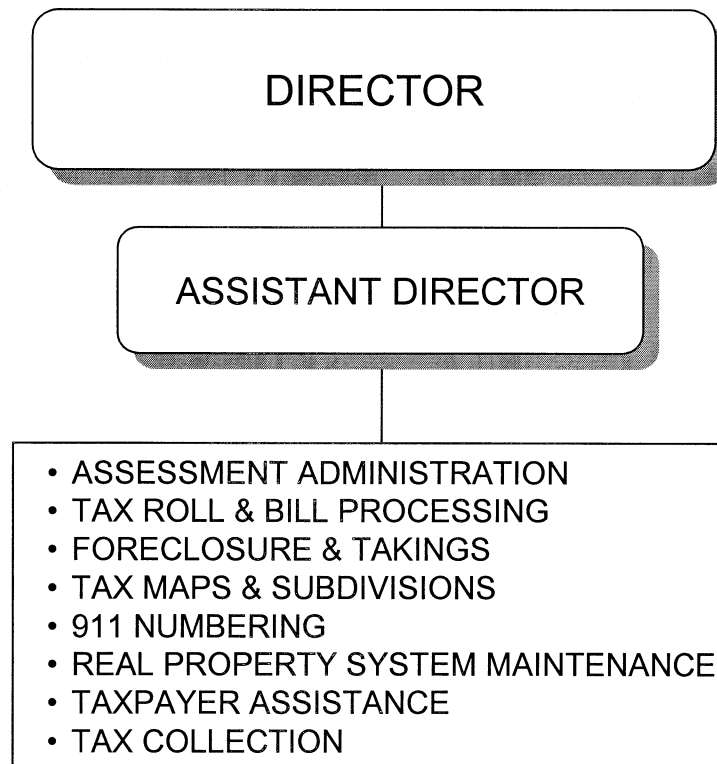 DIRECTOR
ASSISTANT DIRECTOR
• ASSESSMENT ADMINISTRATION
• TAX ROLL & BILL PROCESSING
• FORECLOSURE & TAKINGS
• TAX MAPS & SUBDIVISIONS
• 911 NUMBERING
• REAL PROPERTY SYSTEM MAINTENANCE
• TAXPAYER ASSISTANCE
• TAX COLLECTION